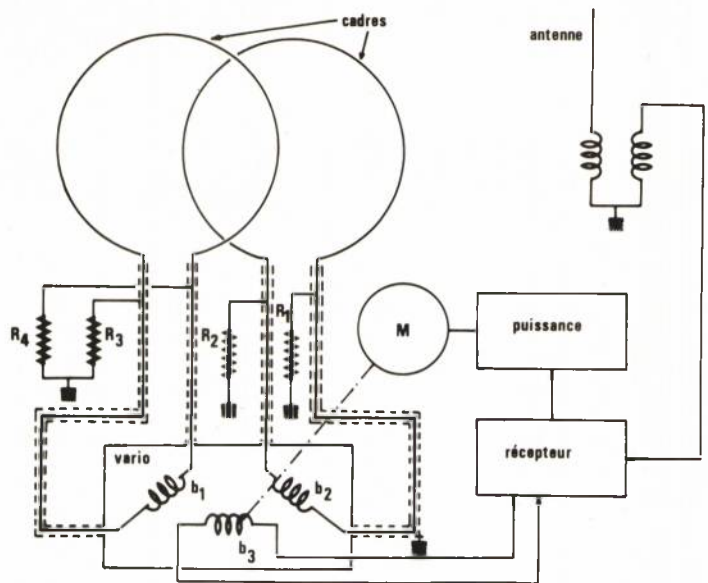 cadres
antenne
R4
R3
R2
R1
M
puissance
vario
récepteur
b1
b2
b3